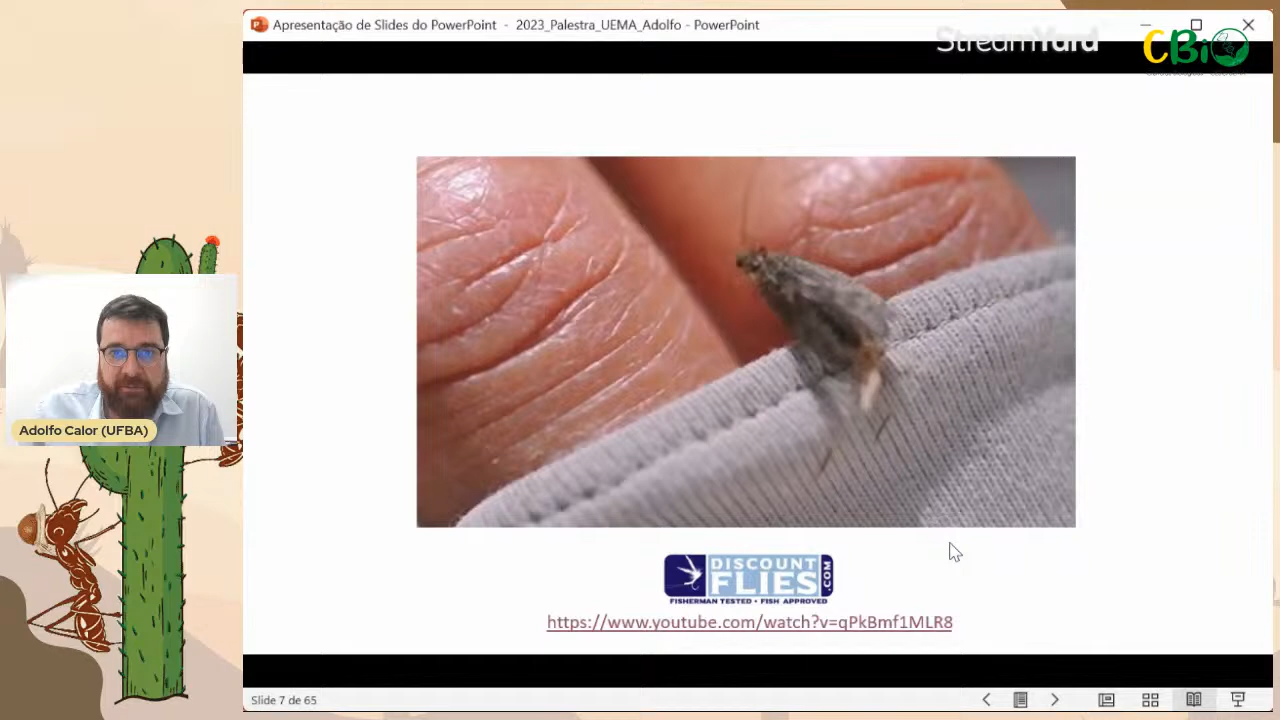 Apresentação de Slides do PowerPoint - 2023_Palestra_UEMA_Adolfo - PowerPoint
StreamYard
CBiO
Adolfo Calor (UFBA)
DISCOUNT
FLIES.COM
FISHERMAN TESTED • FISH APPROVED
https://www.youtube.com/watch?v=qPkBmf1MLR8
Slide 7 de 65